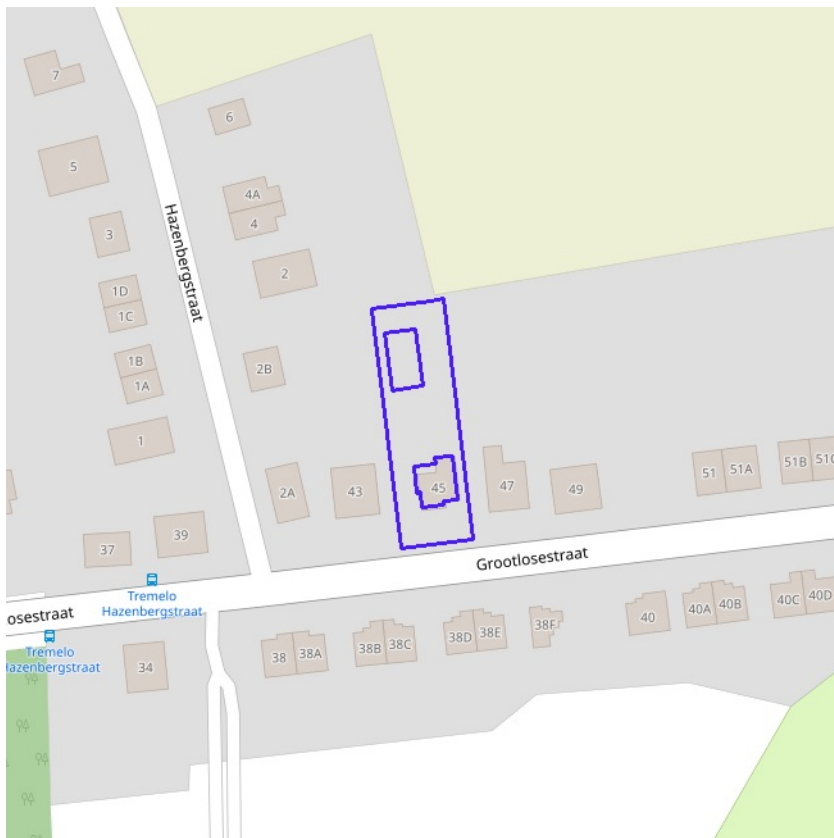 7
6
5
4A
4
3
Hazenbergstraat
2
1D
1C
2B
1B
1A
1
51B
51C
51
51A
45
47
49
43
2A
39
37
Grootlosestraat
Tremelo
Hazenbergstraat
osestraat
Tremelo
Hazenbergstraat
34
38
38A
38B
38C
38D
38E
38F
40
40A
40B
40C
40D